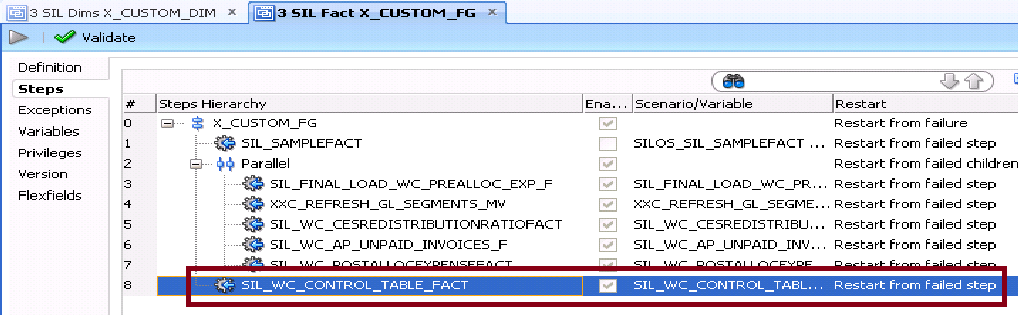 3 SIL Dims X_CUSTOM_DIM 3 SIL Fact X_CUSTOM_FG
Validate
Definition
Steps
Exceptions
Variables
Privileges
Version
Flexfields
# Steps Hierarchy Ena... Scenario/Variable Restart
0 X_CUSTOM_FG Restart from failure
1 SIL_SAMPLEFACT SILOS_SIL_SAMPLEFACT ... Restart from failed step
2 Parallel Restart from failed children
3 SIL_FINAL_LOAD_WC_PREALLOC_EXP_F SIL_FINAL_LOAD_WC_PR... Restart from failed step
4 XXC_REFRESH_GL_SEGMENTS_MV XXC_REFRESH_GL_SEGME... Restart from failed step
5 SIL_WC_CESREDISTRIBUTIONRATIOFACT SIL_WC_CESREDISTRIBU... Restart from failed step
6 SIL_WC_AP_UNPAID_INVOICES_F SIL_WC_AP_UNPAID_INV... Restart from failed step
7 SIL_WC_POSTALLOCEXPENSEFACT SIL_WC_POSTALLOCEXPE... Restart from failed step
8 SIL_WC_CONTROL_TABLE_FACT SIL_WC_CONTROL_TABL... Restart from failed step